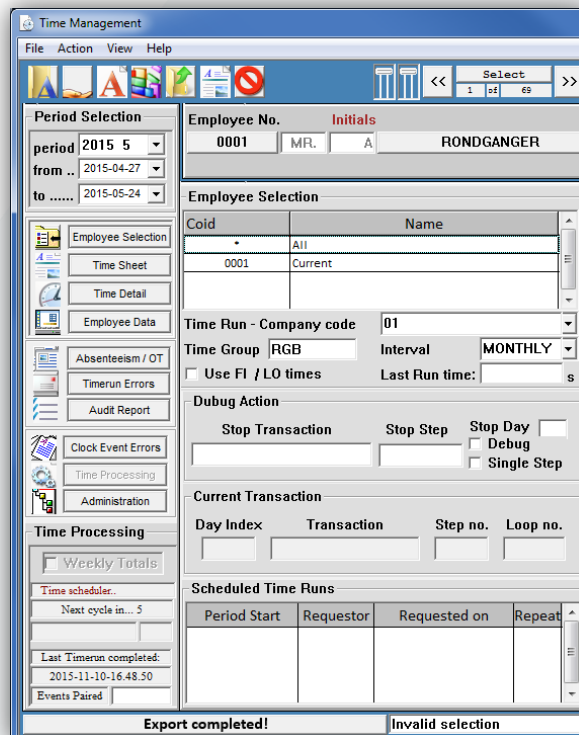 Time Management
File Action View Help
A A << Select >>
1 of 69
Period Selection
period 2015 5
from .. 2015-04-27
to ...... 2015-05-24
Employee No. Initials
0001 MR. A RONDGANGER
Employee Selection
Time Sheet
Time Detail
Employee Data
Absenteeism / OT
Timerun Errors
Audit Report
Clock Event Errors
Time Processing
Administration
Time Processing
Weekly Totals
Time scheduler..
Next cycle in... 5
Last Timerun completed:
2015-11-10-16.48.50
Events Paired
Employee Selection
Coid Name
* All
0001 Current
Time Run - Company code 01
Time Group RGB Interval MONTHLY
Use FI / LO times Last Run time: s
Dubug Action
Stop Transaction Stop Step Stop Day
Debug
Single Step
Current Transaction
Day Index Transaction Step no. Loop no.
Scheduled Time Runs
Period Start Requestor Requested on Repeat
Export completed! Invalid selection